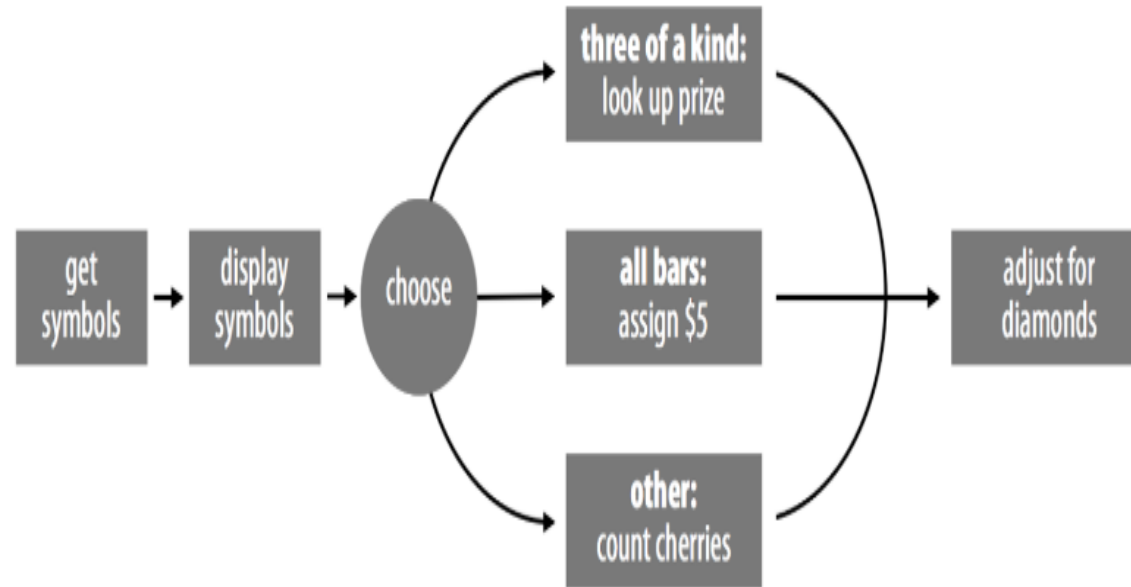 get
symbols
display
symbols
choose
three of a kind:
look up prize
all bars:
assign $5
other:
count cherries
adjust for
diamonds